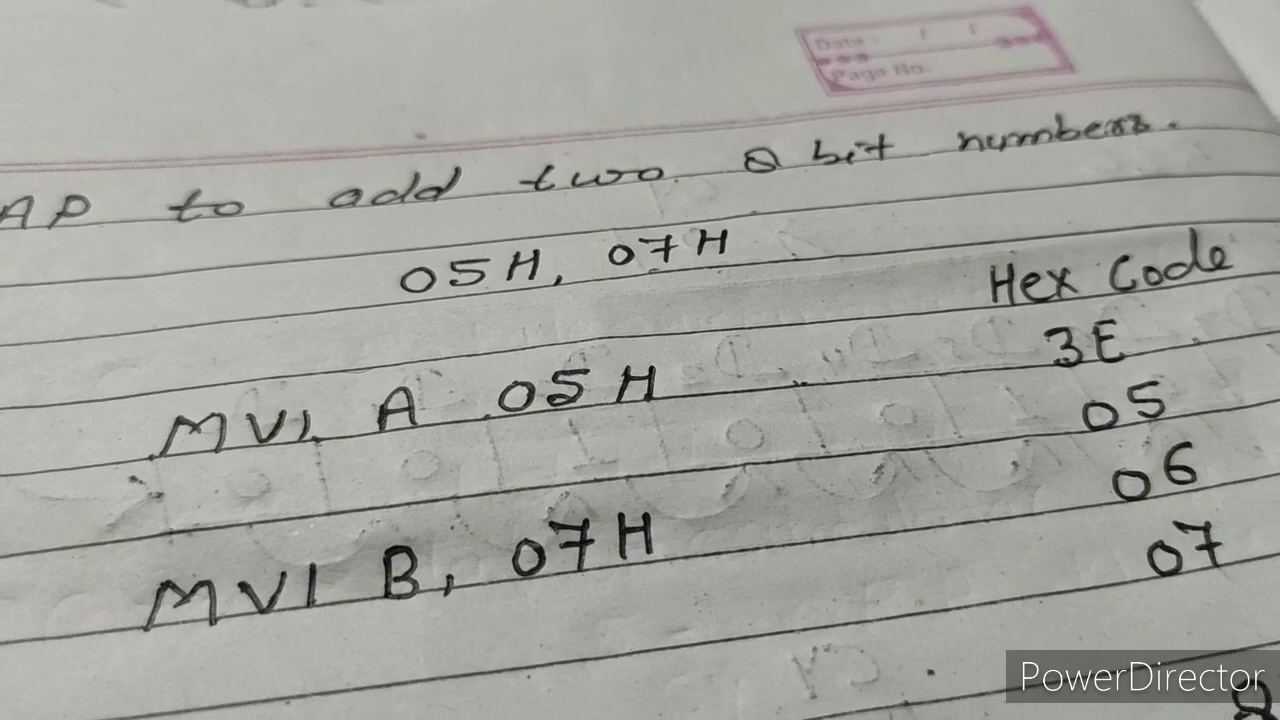 Date: / /
Page No.
AP to add two 8 bit numbers.
05H, 07H
Hex Code
MVI, A 05H 3E
05
06
MVI B, 07H
07
PowerDirector